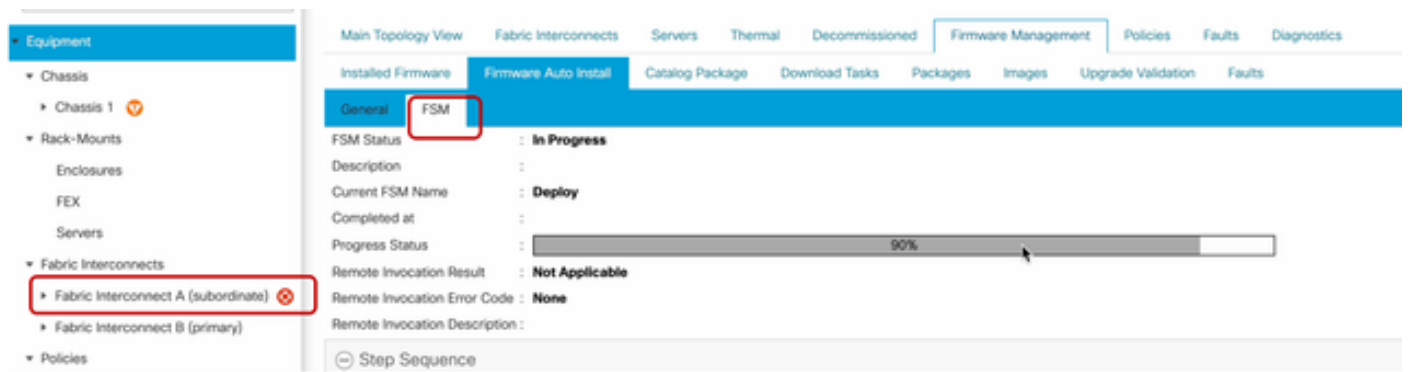 Equipment
Chassis
Chassis 1
Rack-Mounts
Enclosures
FEX
Servers
Fabric Interconnects
Fabric Interconnect A (subordinate)
Fabric Interconnect B (primary)
Policies
Main Topology View Fabric Interconnects Servers Thermal Decommissioned Firmware Management Policies Faults Diagnostics
Installed Firmware Firmware Auto Install Catalog Package Download Tasks Packages Images Upgrade Validation Faults
General FSM
FSM Status : In Progress
Description :
Current FSM Name : Deploy
Completed at :
Progress Status : 90%
Remote Invocation Result : Not Applicable
Remote Invocation Error Code : None
Remote Invocation Description :
Step Sequence